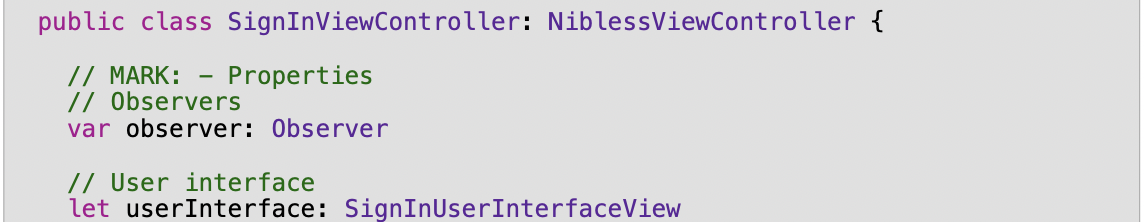 public class SignInViewController: NiblessViewController {
// MARK: – Properties
// Observers
var observer: Observer
// User interface
let userInterface: SignInUserInterfaceView